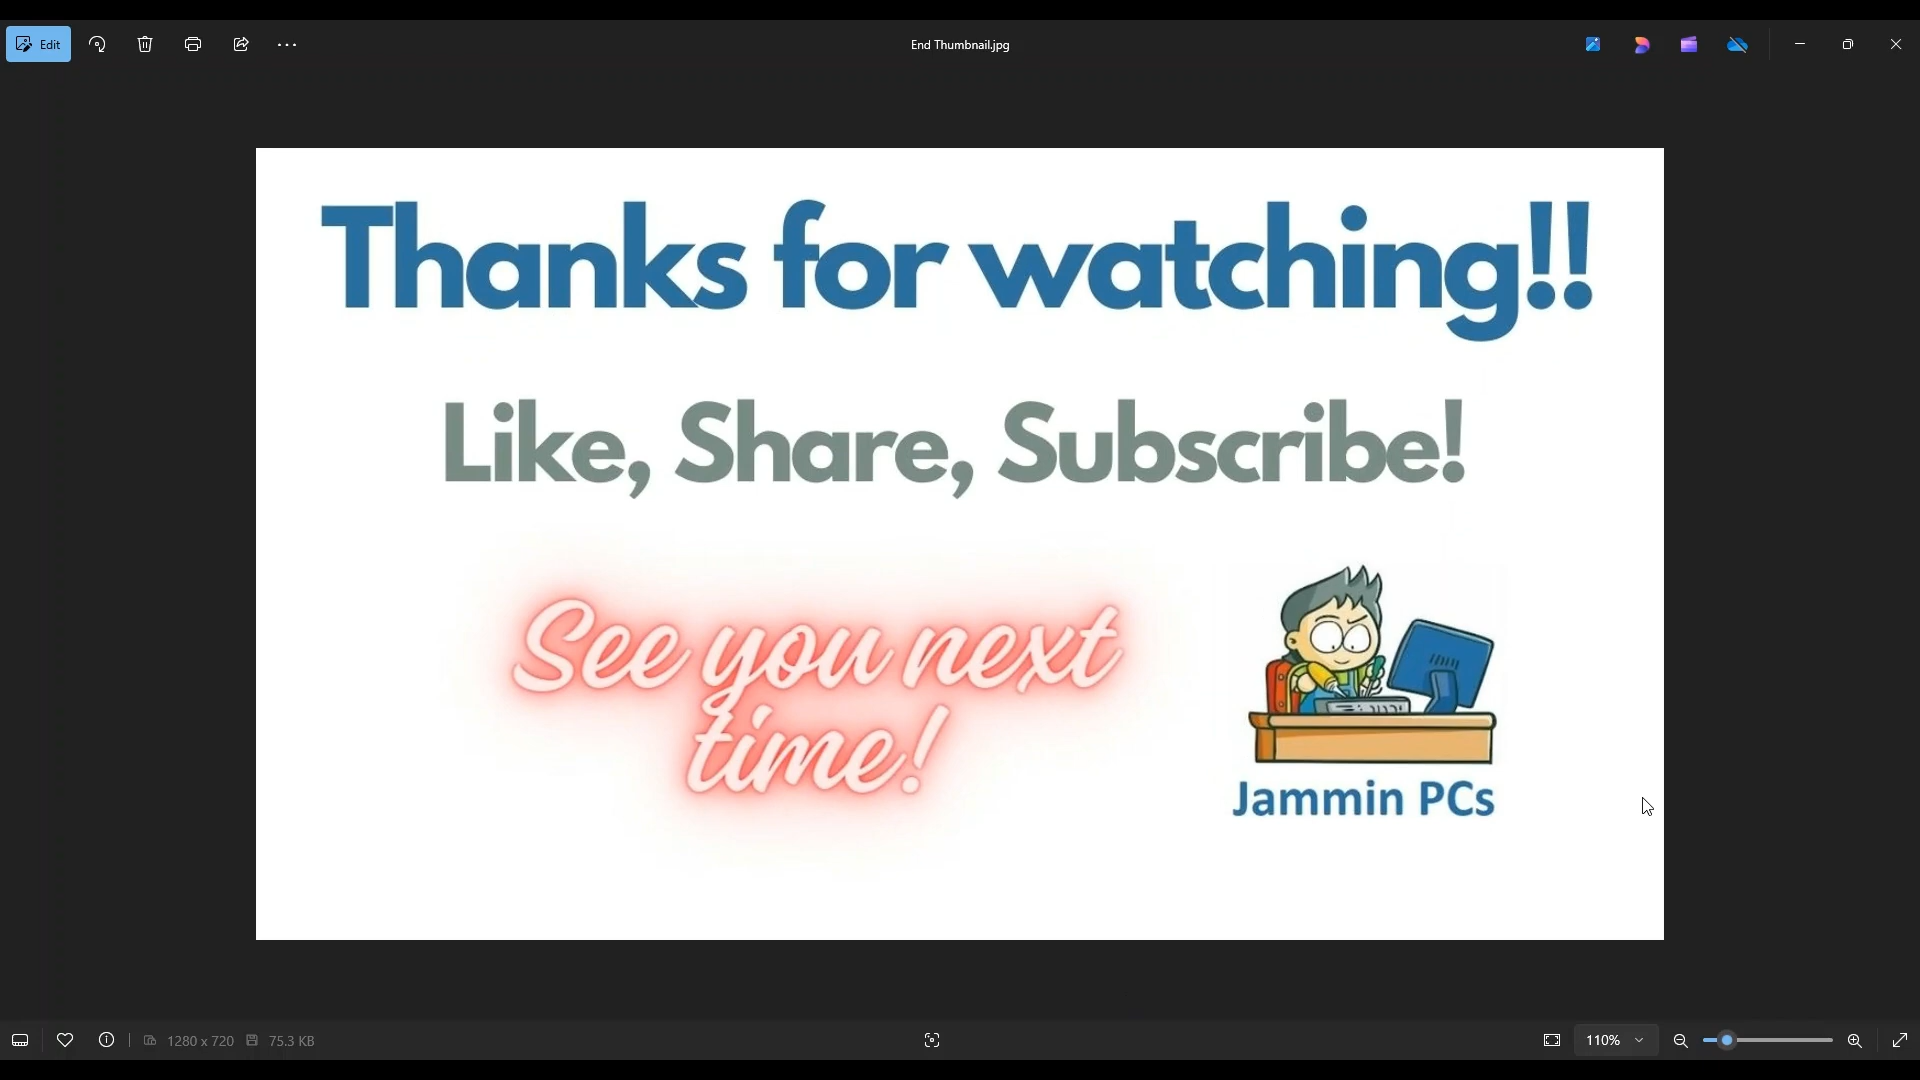 Edit
End Thumbnail.jpg
Thanks for watching!!
Like, Share, Subscribe!
See you next
time!
Jammin PCs
1280 x 720
75.3 KB
110%